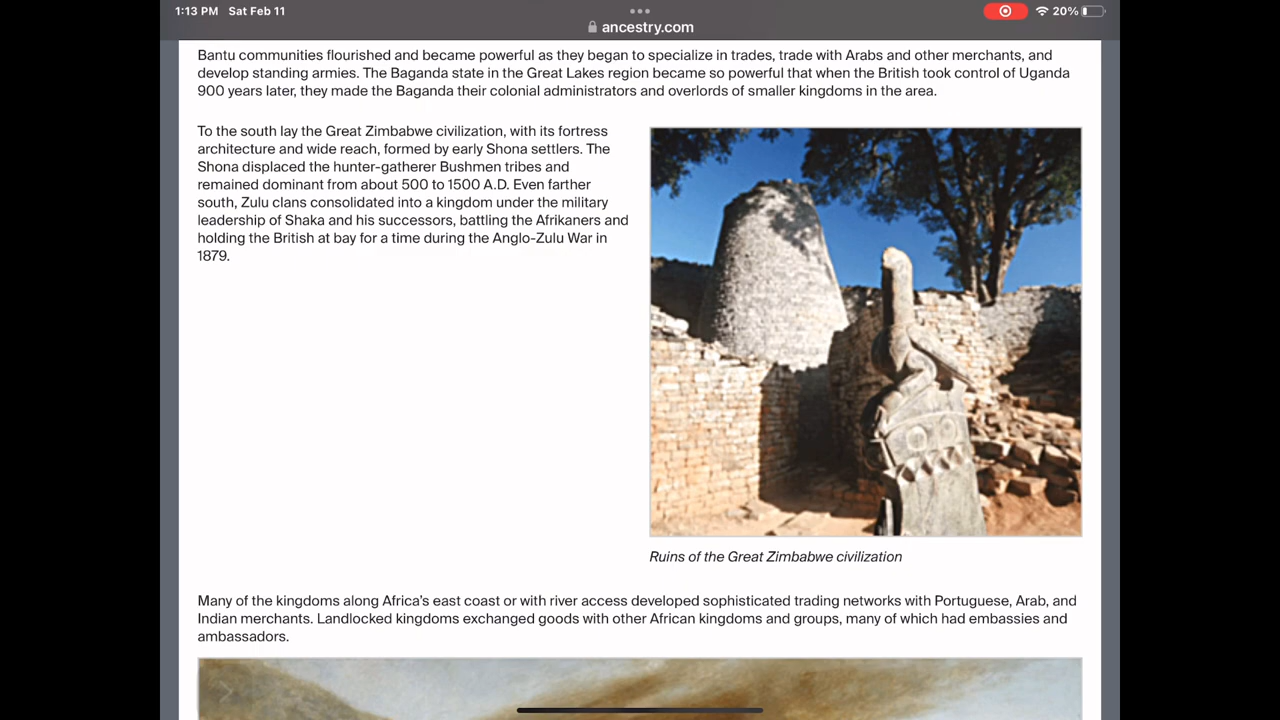 1:13 PM Sat Feb 11
20%
ancestry.com
Bantu communities flourished and became powerful as they began to specialize in trades, trade with Arabs and other merchants, and
develop standing armies. The Baganda state in the Great Lakes region became so powerful that when the British took control of Uganda
900 years later, they made the Baganda their colonial administrators and overlords of smaller kingdoms in the area.
To the south lay the Great Zimbabwe civilization, with its fortress
architecture and wide reach, formed by early Shona settlers. The
Shona displaced the hunter-gatherer Bushmen tribes and
remained dominant from about 500 to 1500 A.D. Even farther
south, Zulu clans consolidated into a kingdom under the military
leadership of Shaka and his successors, battling the Afrikaners and
holding the British at bay for a time during the Anglo-Zulu War in
1879.
Ruins of the Great Zimbabwe civilization
Many of the kingdoms along Africa's east coast or with river access developed sophisticated trading networks with Portuguese, Arab, and
Indian merchants. Landlocked kingdoms exchanged goods with other African kingdoms and groups, many of which had embassies and
ambassadors.